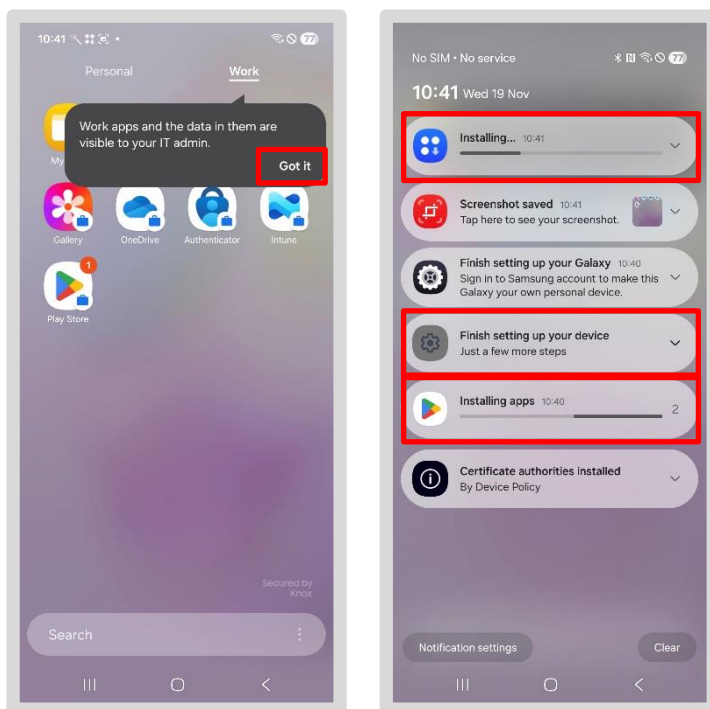 10:41
77
Personal Work
Work apps and the data in them are
visible to your IT admin.
Got it
My
Gallery OneDrive Authenticator Intune
1
Play Store
Secured by
Knox
Search
No SIM • No service
77
10:41 Wed 19 Nov
Installing... 10:41
Screenshot saved 10:41
Tap here to see your screenshot.
Finish setting up your Galaxy 10:40
Sign in to Samsung account to make this
Galaxy your own personal device.
Finish setting up your device
Just a few more steps
Installing apps 10:40
2
Certificate authorities installed
By Device Policy
Notification settings Clear